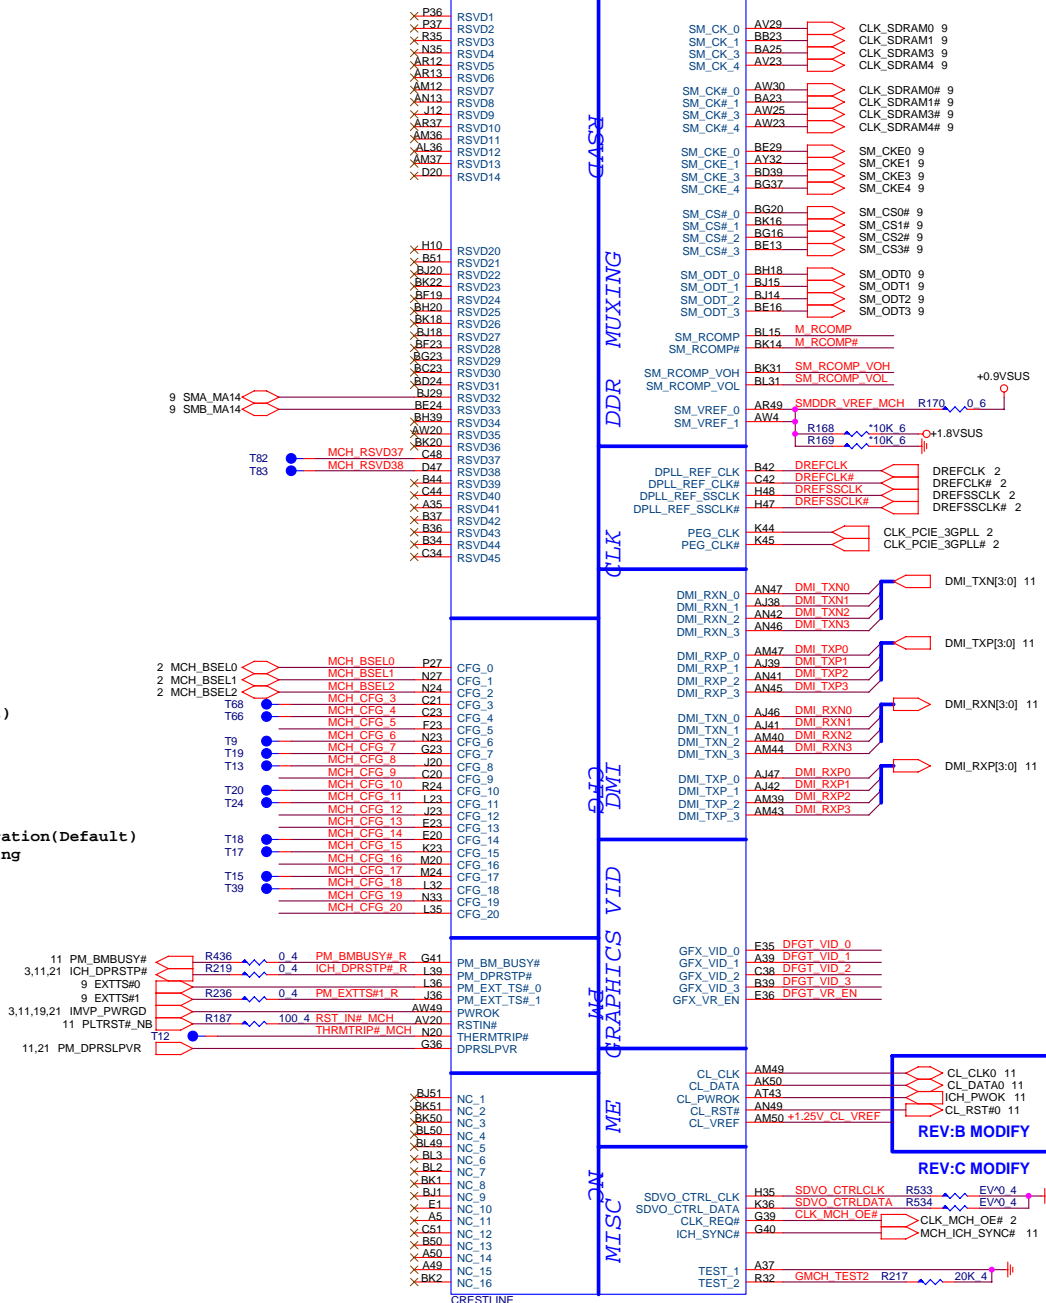 P36 RSVD1
P37 RSVD2
R35 RSVD3
N35 RSVD4
AR12 RSVD5
AR13 RSVD6
AM12 RSVD7
AN13 RSVD8
J12 RSVD9
AR37 RSVD10
AM36 RSVD11
AL36 RSVD12
AM37 RSVD13
D20 RSVD14
H10 RSVD20
B51 RSVD21
BJ20 RSVD22
BK22 RSVD23
BF19 RSVD24
BH20 RSVD25
BK18 RSVD26
BJ18 RSVD27
BF23 RSVD28
BG23 RSVD29
BC23 RSVD30
BD24 RSVD31
9 SMA_MA14 BJ29 RSVD32
9 SMB_MA14 BE24 RSVD33
BH39 RSVD34
AW20 RSVD35
BK20 RSVD36
T82 MCH_RSVD37 C48 RSVD37
T83 MCH_RSVD38 D47 RSVD38
B44 RSVD39
C44 RSVD40
A35 RSVD41
B37 RSVD42
B36 RSVD43
B34 RSVD44
C34 RSVD45
RSVD
2 MCH_BSEL0 MCH_BSEL0 P27 CFG_0
2 MCH_BSEL1 MCH_BSEL1 N27 CFG_1
2 MCH_BSEL2 MCH_BSEL2 N24 CFG_2
T68 MCH_CFG_3 C21 CFG_3
T66 MCH_CFG_4 C23 CFG_4
MCH_CFG_5 F23 CFG_5
T9 MCH_CFG_6 N23 CFG_6
T19 MCH_CFG_7 G23 CFG_7
T13 MCH_CFG_8 J20 CFG_8
MCH_CFG_9 C20 CFG_9
T20 MCH_CFG_10 R24 CFG_10
T24 MCH_CFG_11 L23 CFG_11
MCH_CFG_12 J23 CFG_12
MCH_CFG_13 E23 CFG_13
T18 MCH_CFG_14 E20 CFG_14
T17 MCH_CFG_15 K23 CFG_15
MCH_CFG_16 M20 CFG_16
T15 MCH_CFG_17 M24 CFG_17
T39 MCH_CFG_18 L32 CFG_18
MCH_CFG_19 N33 CFG_19
MCH_CFG_20 L35 CFG_20
CFG
)
ation(Default)
ng
11 PM_BMBUSY# R436 0_4 PM_BMBUSY#_R G41 PM_BM_BUSY#
3,11,21 ICH_DPRSTP# R219 0_4 ICH_DPRSTP#_R L39 PM_DPRSTP#
9 EXTTS#0 L36 PM_EXT_TS#_0
9 EXTTS#1 R236 0_4 PM_EXTTS#1_R J36 PM_EXT_TS#_1
3,11,19,21 IMVP_PWRGD AW49 PWROK
11 PLTRST#_NB R187 100_4 RST_IN#_MCH AV20 RSTIN#
T12 THRMTRIP#_MCH N20 THERMTRIP#
11,21 PM_DPRSLPVR G36 DPRSLPVR
PM
BJ51 NC_1
BK51 NC_2
BK50 NC_3
BL50 NC_4
BL49 NC_5
BL3 NC_6
BL2 NC_7
BK1 NC_8
BJ1 NC_9
E1 NC_10
A5 NC_11
C51 NC_12
B50 NC_13
A50 NC_14
A49 NC_15
BK2 NC_16
NC
CRESTLINE
SM_CK_0 AV29 CLK_SDRAM0 9
SM_CK_1 BB23 CLK_SDRAM1 9
SM_CK_3 BA25 CLK_SDRAM3 9
SM_CK_4 AV23 CLK_SDRAM4 9
SM_CK#_0 AW30 CLK_SDRAM0# 9
SM_CK#_1 BA23 CLK_SDRAM1# 9
SM_CK#_3 AW25 CLK_SDRAM3# 9
SM_CK#_4 AW23 CLK_SDRAM4# 9
SM_CKE_0 BE29 SM_CKE0 9
SM_CKE_1 AY32 SM_CKE1 9
SM_CKE_3 BD39 SM_CKE3 9
SM_CKE_4 BG37 SM_CKE4 9
SM_CS#_0 BG20 SM_CS0# 9
SM_CS#_1 BK16 SM_CS1# 9
SM_CS#_2 BG16 SM_CS2# 9
SM_CS#_3 BE13 SM_CS3# 9
SM_ODT_0 BH18 SM_ODT0 9
SM_ODT_1 BJ15 SM_ODT1 9
SM_ODT_2 BJ14 SM_ODT2 9
SM_ODT_3 BE16 SM_ODT3 9
SM_RCOMP BL15 M_RCOMP
SM_RCOMP# BK14 M_RCOMP#
SM_RCOMP_VOH BK31 SM_RCOMP_VOH
SM_RCOMP_VOL BL31 SM_RCOMP_VOL
+0.9VSUS
SM_VREF_0 AR49 SMDDR_VREF_MCH R170 0_6
SM_VREF_1 AW4
R168 *10K_6 +1.8VSUS
R169 *10K_6
DDR MUXING
DPLL_REF_CLK B42 DREFCLK DREFCLK 2
DPLL_REF_CLK# C42 DREFCLK# DREFCLK# 2
DPLL_REF_SSCLK H48 DREFSSCLK DREFSSCLK 2
DPLL_REF_SSCLK# H47 DREFSSCLK# DREFSSCLK# 2
PEG_CLK K44 CLK_PCIE_3GPLL 2
PEG_CLK# K45 CLK_PCIE_3GPLL# 2
CLK
DMI_RXN_0 AN47 DMI_TXN0 DMI_TXN[3:0] 11
DMI_RXN_1 AJ38 DMI_TXN1
DMI_RXN_2 AN42 DMI_TXN2
DMI_RXN_3 AN46 DMI_TXN3
DMI_RXP_0 AM47 DMI_TXP0 DMI_TXP[3:0] 11
DMI_RXP_1 AJ39 DMI_TXP1
DMI_RXP_2 AN41 DMI_TXP2
DMI_RXP_3 AN45 DMI_TXP3
DMI_TXN_0 AJ46 DMI_RXN0 DMI_RXN[3:0] 11
DMI_TXN_1 AJ41 DMI_RXN1
DMI_TXN_2 AM40 DMI_RXN2
DMI_TXN_3 AM44 DMI_RXN3
DMI_TXP_0 AJ47 DMI_RXP0 DMI_RXP[3:0] 11
DMI_TXP_1 AJ42 DMI_RXP1
DMI_TXP_2 AM39 DMI_RXP2
DMI_TXP_3 AM43 DMI_RXP3
DMI
GFX_VID_0 E35 DFGT_VID_0
GFX_VID_1 A39 DFGT_VID_1
GFX_VID_2 C38 DFGT_VID_2
GFX_VID_3 B39 DFGT_VID_3
GFX_VR_EN E36 DFGT_VR_EN
GRAPHICS VID
CL_CLK AM49 CL_CLK0 11
CL_DATA AK50 CL_DATA0 11
CL_PWROK AT43 ICH_PWOK 11
CL_RST# AN49 CL_RST#0 11
CL_VREF AM50 +1.25V_CL_VREF
ME
REV:B MODIFY
REV:C MODIFY
SDVO_CTRL_CLK H35 SDVO_CTRLCLK R533 EV^0_4
SDVO_CTRL_DATA K36 SDVO_CTRLDATA R534 EV^0_4
CLK_REQ# G39 CLK_MCH_OE# CLK_MCH_OE# 2
ICH_SYNC# G40 MCH_ICH_SYNC# 11
TEST_1 A37
TEST_2 R32 GMCH_TEST2 R217 20K_4
MISC